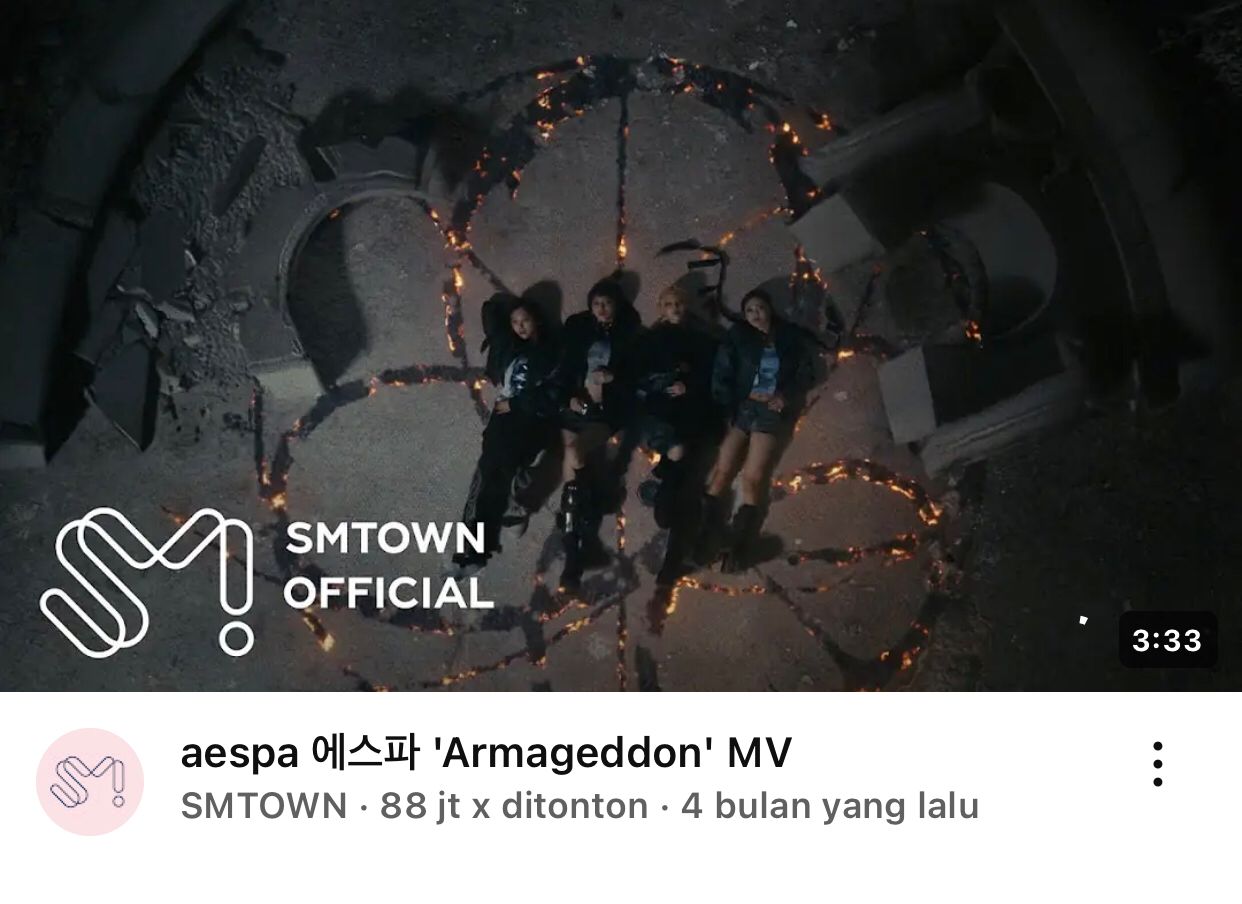 SMTOWN
OFFICIAL
3:33
aespa 에스파 'Armageddon' MV
SMTOWN · 88 jt x ditonton · 4 bulan yang lalu